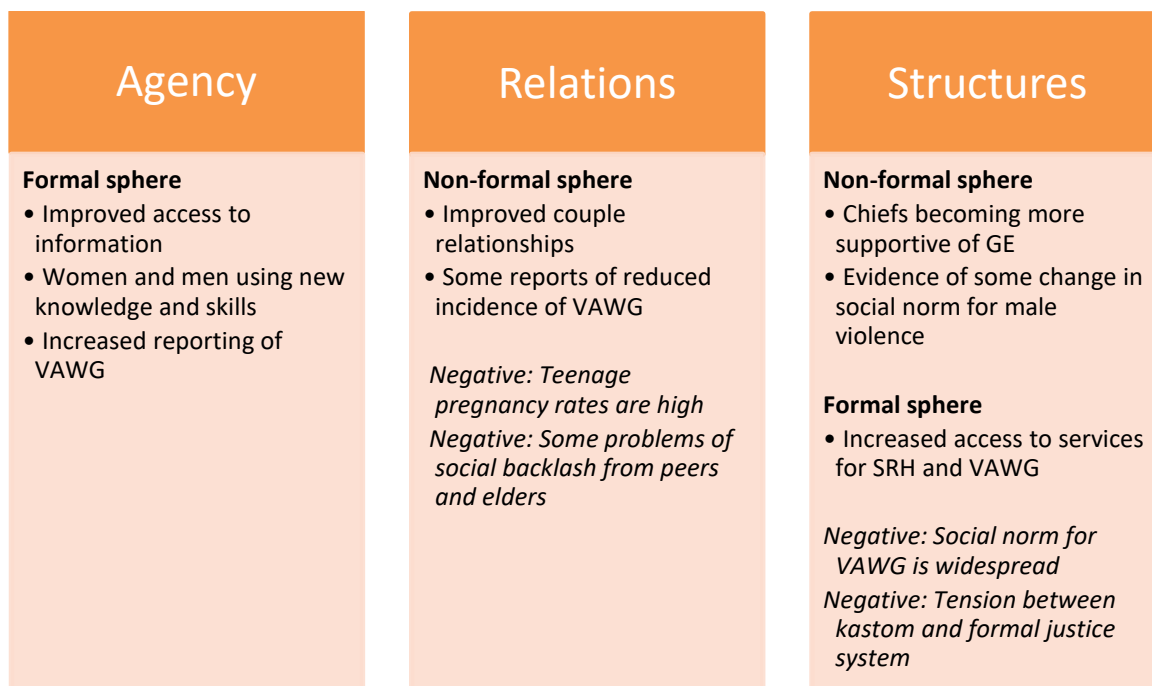 Agency
Formal sphere
• Improved access to
information
• Women and men using new
knowledge and skills
• Increased reporting of
VAWG
Relations
Non-formal sphere
• Improved couple
relationships
• Some reports of reduced
incidence of VAWG
Negative: Teenage
pregnancy rates are high
Negative: Some problems of
social backlash from peers
and elders
Structures
Non-formal sphere
• Chiefs becoming more
supportive of GE
• Evidence of some change in
social norm for male
violence
Formal sphere
• Increased access to services
for SRH and VAWG
Negative: Social norm for
VAWG is widespread
Negative: Tension between
kastom and formal justice
system